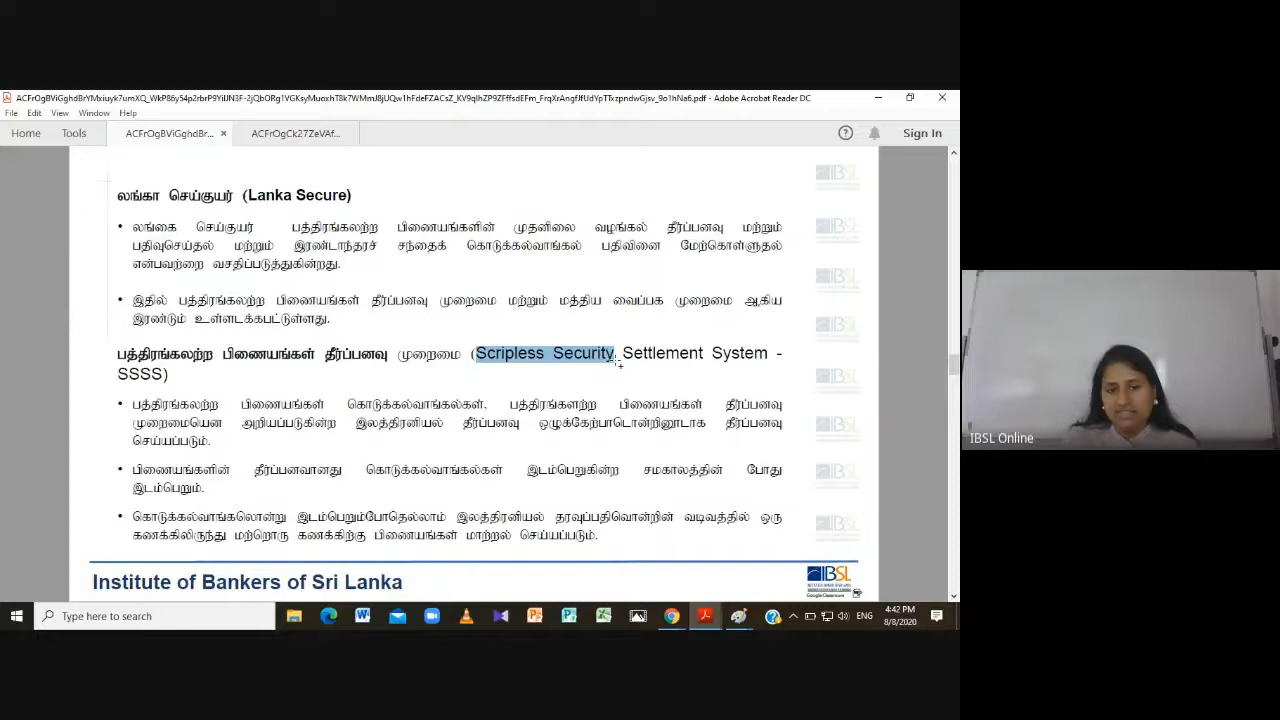 ACFrOgBViGghdBrYMxiuyk7umXQ_WkP86y54p2rbrP9YiIJN3F-2jQbORg1VGKsyMuoxhT8k7WMmJ8jUQw1hFdeFZACsZ_KV9qlhZP9ZFffsdEFm_FrqXrAngfJfUdYpTTxzpndwGjsv_9o1hNa6.pdf - Adobe Acrobat Reader DC
File Edit View Window Help
Home Tools ACFrOgBViGghdBr... × ACFrOgCk27ZeVAf... Sign In
லங்கா செய்குயர் (Lanka Secure)
• லங்கை செய்குயர் பத்திரங்கலற்ற பிணையங்களின் முதனிலை வழங்கல் தீர்ப்பனவு மற்றும்
பதிவுசெய்தல் மற்றும் இரண்டாந்தரச் சந்தைக் கொடுக்கல்வாங்கல் பதிவினை மேற்கொள்ளுதல்
என்பவற்றை வசதிப்படுத்துகின்றது.
• இதில் பத்திரங்கலற்ற பிணையங்கள் தீர்ப்பனவு முறைமை மற்றும் மத்திய வைப்பக முறைமை ஆகிய
இரண்டும் உள்ளடக்கபட்டுள்ளது.
பத்திரங்கலற்ற பிணையங்கள் தீர்ப்பனவு முறைமை (Scripless Security Settlement System -
SSSS)
• பத்திரங்கலற்ற பிணையங்கள் கொடுக்கல்வாங்கல்கள், பத்திரங்களற்ற பிணையங்கள் தீர்ப்பனவு
முறைமையென அறியப்படுகின்ற இலத்திரனியல் தீர்ப்பனவு ஒழுக்கேற்பாடொன்றினூடாக தீர்ப்பனவு
செய்யப்படும்.
• பிணையங்களின் தீர்ப்பனவானது கொடுக்கல்வாங்கல்கள் இடம்பெறுகின்ற சமகாலத்தின் போது
இடம்பெறும்.
• கொடுக்கல்வாங்கலொன்று இடம்பெறும்போதெல்லாம் இலத்திரனியல் தரவுப்பதிவொன்றின் வடிவத்தில் ஒரு
கணக்கிலிருந்து மற்றொரு கணக்கிற்கு பிணையங்கள் மாற்றல் செய்யப்படும்.
Institute of Bankers of Sri Lanka
IBSL
Google Classroom
IBSL Online
Type here to search
ENG
4:42 PM
8/8/2020